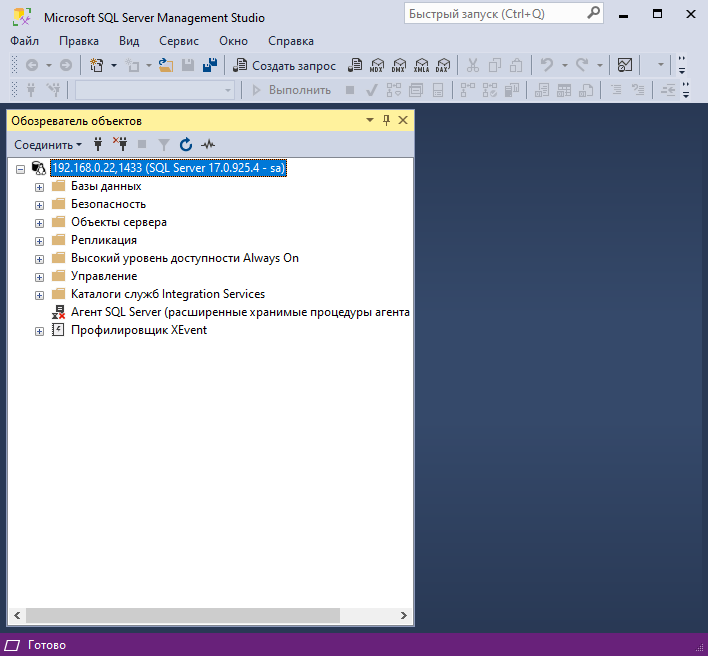 Microsoft SQL Server Management Studio
Быстрый запуск (Ctrl+Q)
Файл Правка Вид Сервис Окно Справка
Создать запрос MDX DMX XMLA DAX
Выполнить
Обозреватель объектов
Соединить
192.168.0.22,1433 (SQL Server 17.0.925.4 - sa)
Базы данных
Безопасность
Объекты сервера
Репликация
Высокий уровень доступности Always On
Управление
Каталоги служб Integration Services
Агент SQL Server (расширенные хранимые процедуры агента
Профилировщик XEvent
Готово